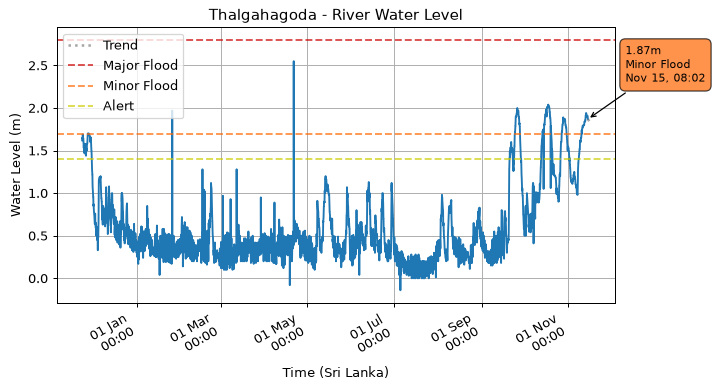 Thalgahagoda - River Water Level
Trend
Major Flood
Minor Flood
Alert
1.87m
Minor Flood
Nov 15, 08:02
Water Level (m)
2.5
2.0
1.5
1.0
0.5
0.0
01 Jan
00:00
01 Mar
00:00
01 May
00:00
01 Jul
00:00
01 Sep
00:00
01 Nov
00:00
Time (Sri Lanka)